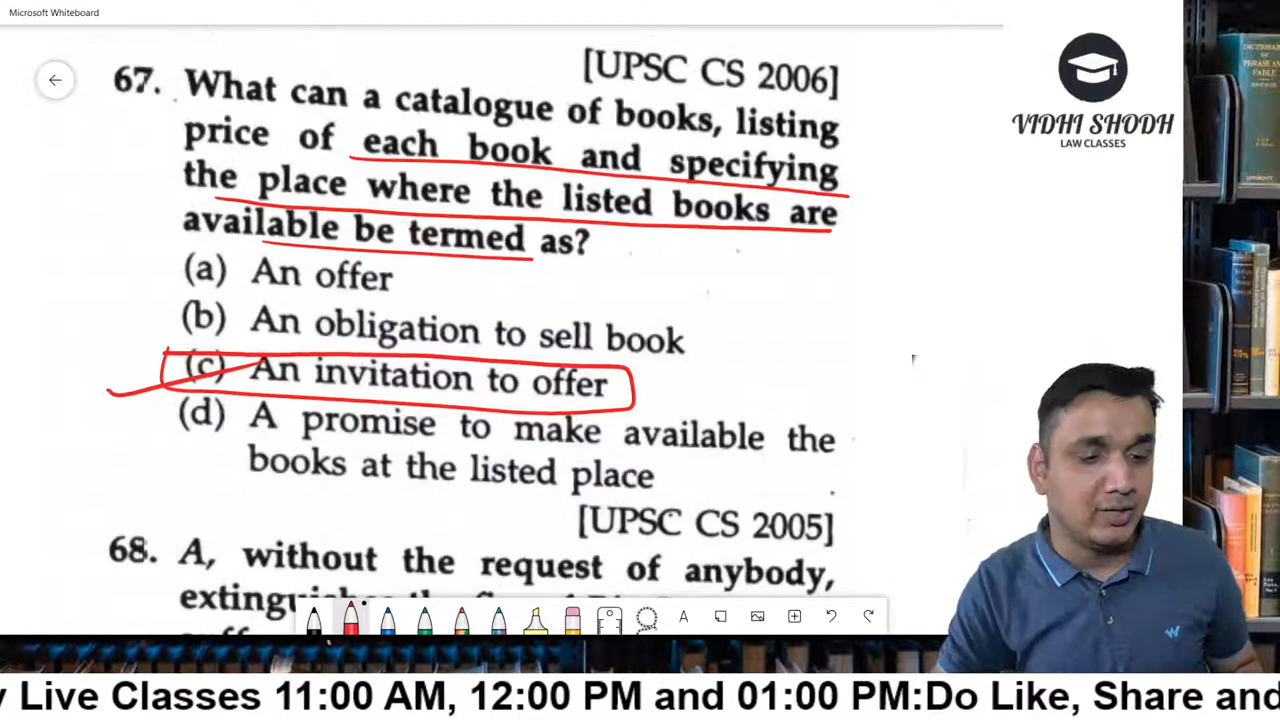 Microsoft Whiteboard
[UPSC CS 2006]
67. What can a catalogue of books, listing
price of each book and specifying
the place where the listed books are
available be termed as?
(a) An offer
(b) An obligation to sell book
(c) An invitation to offer
(d) A promise to make available the
books at the listed place
[UPSC CS 2005]
68. A, without the request of anybody,
VIDHI SHODH
LAW CLASSES
y Live Classes 11:00 AM, 12:00 PM and 01:00 PM:Do Like, Share and